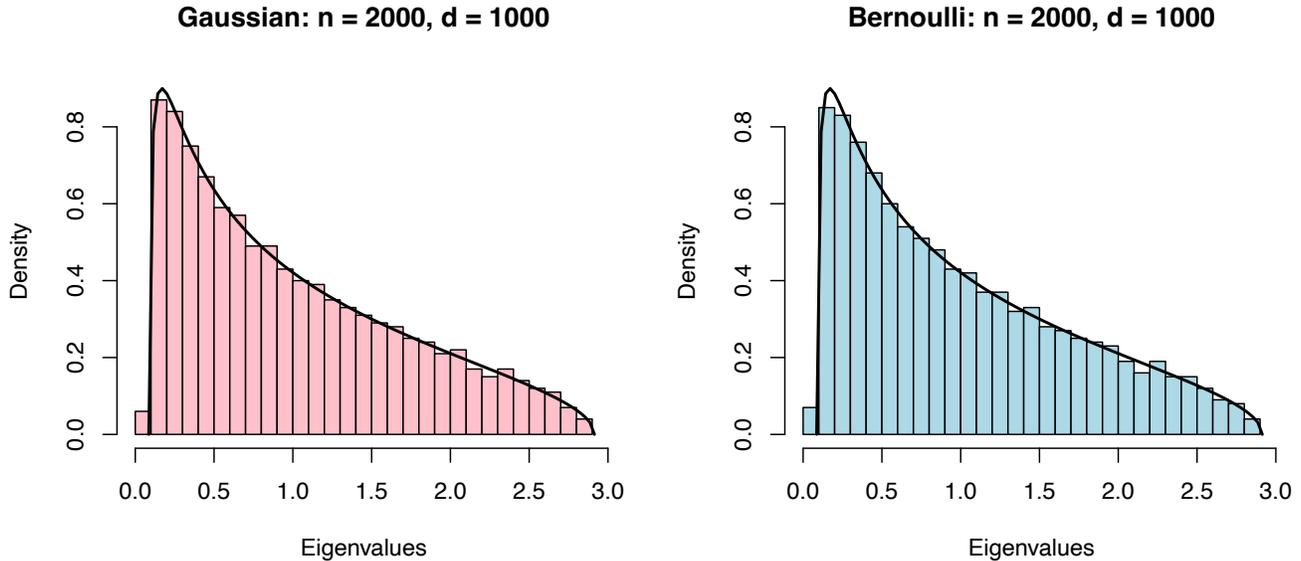 Gaussian: n = 2000, d = 1000
Density
0.0 0.2 0.4 0.6 0.8
0.0 0.5 1.0 1.5 2.0 2.5 3.0
Eigenvalues
Bernoulli: n = 2000, d = 1000
Density
0.0 0.2 0.4 0.6 0.8
0.0 0.5 1.0 1.5 2.0 2.5 3.0
Eigenvalues